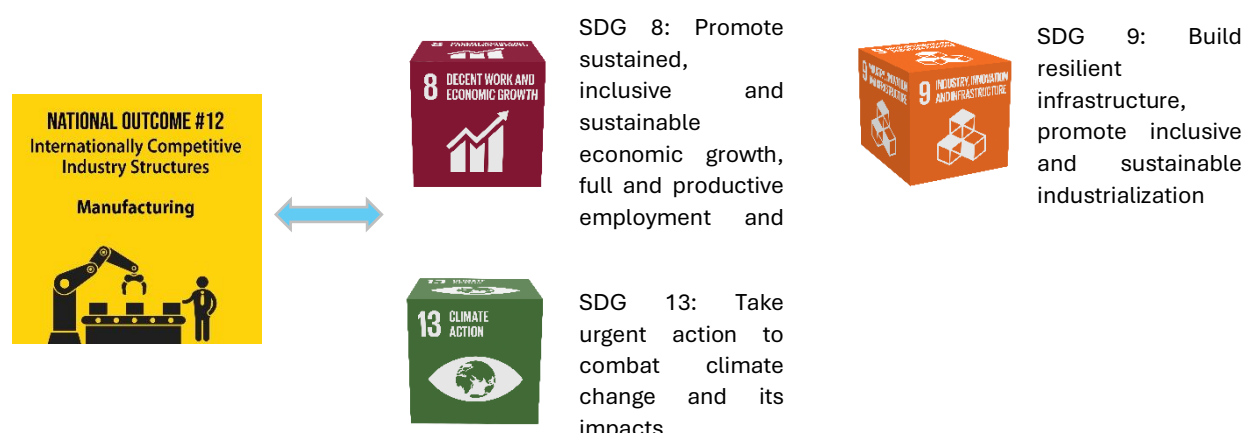 NATIONAL OUTCOME #12
Internationally Competitive
Industry Structures
Manufacturing
8 DECENT WORK AND
ECONOMIC GROWTH
SDG 8: Promote
sustained,
inclusive and
sustainable
economic growth,
full and productive
employment and
9 INDUSTRY, INNOVATION
AND INFRASTRUCTURE
SDG 9: Build
resilient
infrastructure,
promote inclusive
and sustainable
industrialization
13 CLIMATE
ACTION
SDG 13: Take
urgent action to
combat climate
change and its
impacts